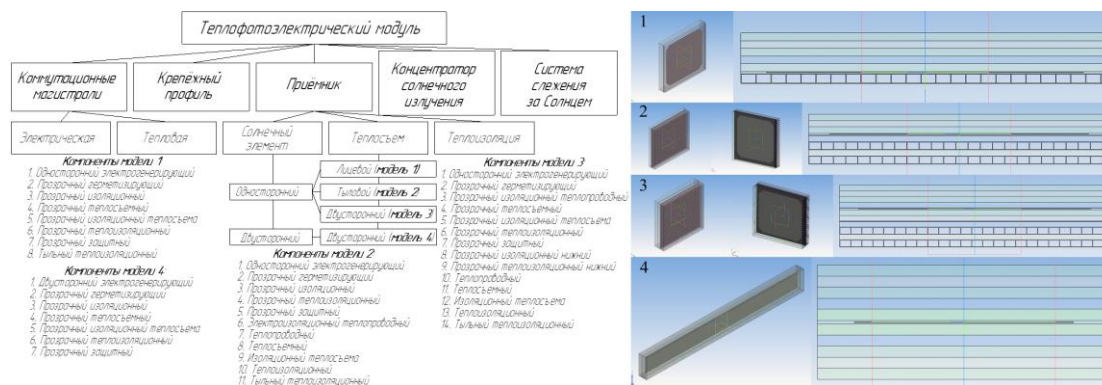 Теплофотоэлектрический модуль
Коммутационные
магистрали
Крепёжный
профиль
Приёмник
Концентратор
солнечного
излучения
Система
слежения
за Солнцем
Электрическая
Тепловая
Солнечный
элемент
Теплосъем
Теплоизоляция
Односторонний
Лицевой (модель 1)
Тыловой (модель 2)
Двусторонний (модель 3)
Двусторонний
Двусторонний (модель 4)
Компоненты модели 1
1. Односторонний электрогенерирующий
2. Прозрачный герметизирующий
3. Прозрачный изоляционный
4. Прозрачный теплосъемный
5. Прозрачный изоляционный теплосъема
6. Прозрачный теплоизоляционный
7. Прозрачный защитный
8. Тыльный теплоизоляционный
Компоненты модели 4
1. Двусторонний электрогенерирующий
2. Прозрачный герметизирующий
3. Прозрачный изоляционный
4. Прозрачный теплосъемный
5. Прозрачный изоляционный теплосъема
6. Прозрачный теплоизоляционный
7. Прозрачный защитный
Компоненты модели 2
1. Односторонний электрогенерирующий
2. Прозрачный герметизирующий
3. Прозрачный изоляционный
4. Прозрачный теплоизоляционный
5. Прозрачный защитный
6. Электроизоляционный теплопроводный
7. Теплопроводный
8. Теплосъемный
9. Изоляционный теплосъема
10. Теплоизоляционный
11. Тыльный теплоизоляционный
Компоненты модели 3
1. Односторонний электрогенерирующий
2. Прозрачный герметизирующий
3. Прозрачный изоляционный теплопроводный
4. Прозрачный теплосъемный
5. Прозрачный изоляционный теплосъема
6. Прозрачный теплоизоляционный
7. Прозрачный защитный
8. Прозрачный изоляционный нижний
9. Прозрачный теплоизоляционный нижний
10. Теплопроводный
11. Теплосъемный
12. Изоляционный теплосъема
13. Теплоизоляционный
14. Тыльный теплоизоляционный
1
2
3
4